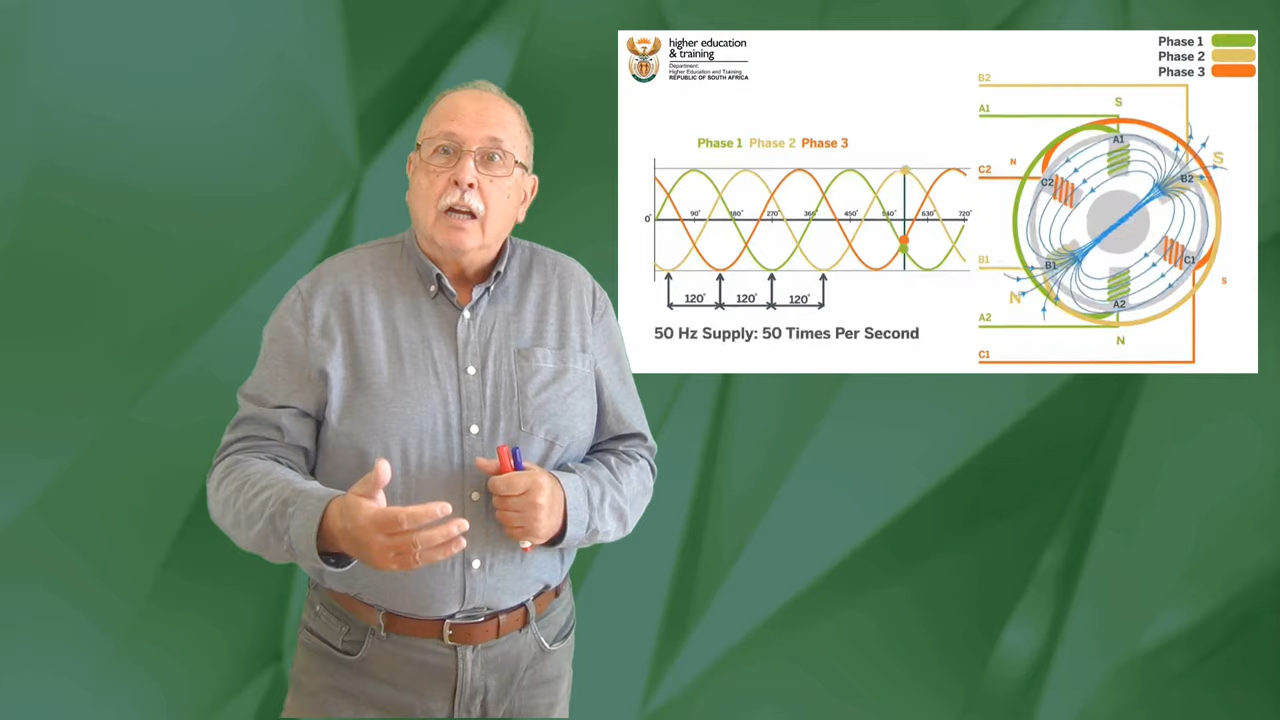 higher education
& training
Department:
Higher Education and Training
REPUBLIC OF SOUTH AFRICA
Phase 1
Phase 2
Phase 3
Phase 1 Phase 2 Phase 3
0°
90° 180° 270° 360° 450° 540° 630° 720°
120° 120° 120°
50 Hz Supply: 50 Times Per Second
B2
A1
C2
B1
A2
C1
S
N
A1
C2
B2
S
B1
C1
N
A2
S
N